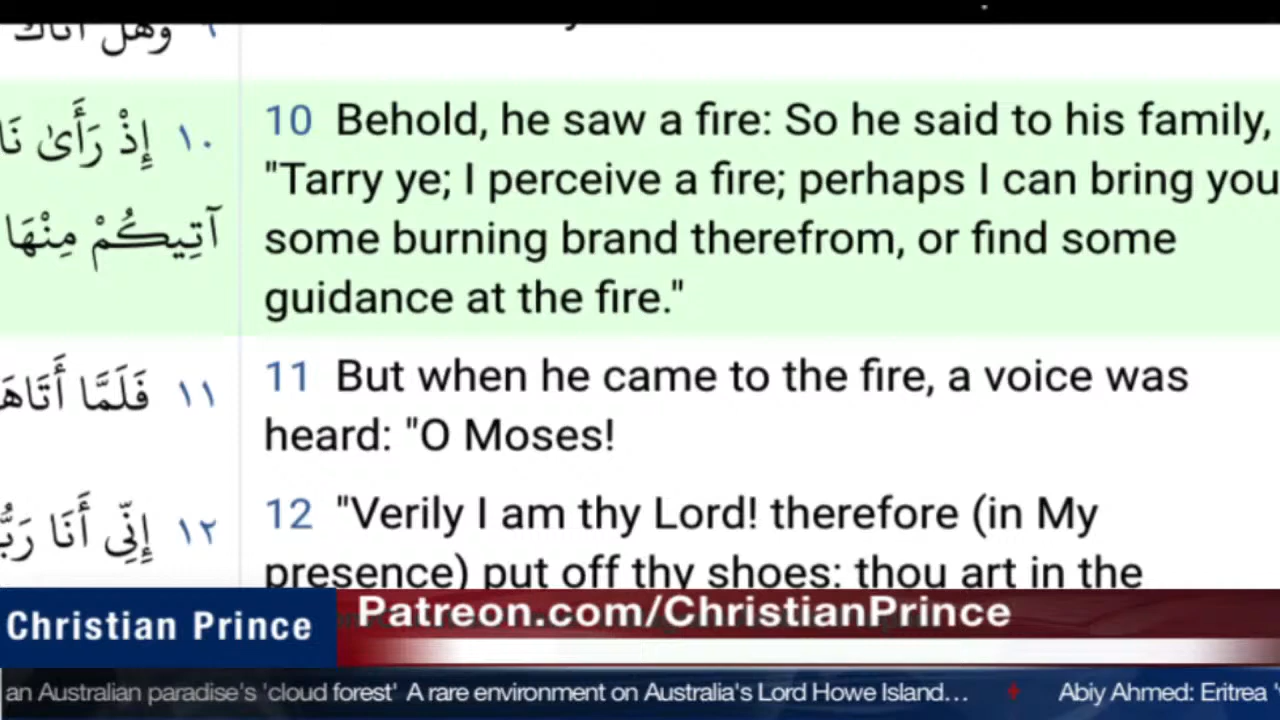 وهل أتاك ٩
10 Behold, he saw a fire: So he said to his family,
إِذْ رَأَىٰ ١٠
"Tarry ye; I perceive a fire; perhaps I can bring you
آتِيكُمْ مِنْهَا
some burning brand therefrom, or find some
guidance at the fire."
11 But when he came to the fire, a voice was
فَلَمَّا ١١
heard: "O Moses!
12 "Verily I am thy Lord! therefore (in My
إِنِّي أَنَا ١٢
presence) put off thy shoes: thou art in the
Christian Prince
Patreon.com/ChristianPrince
an Australian paradise's 'cloud forest' A rare environment on Australia's Lord Howe Island... Abiy Ahmed: Eritrea